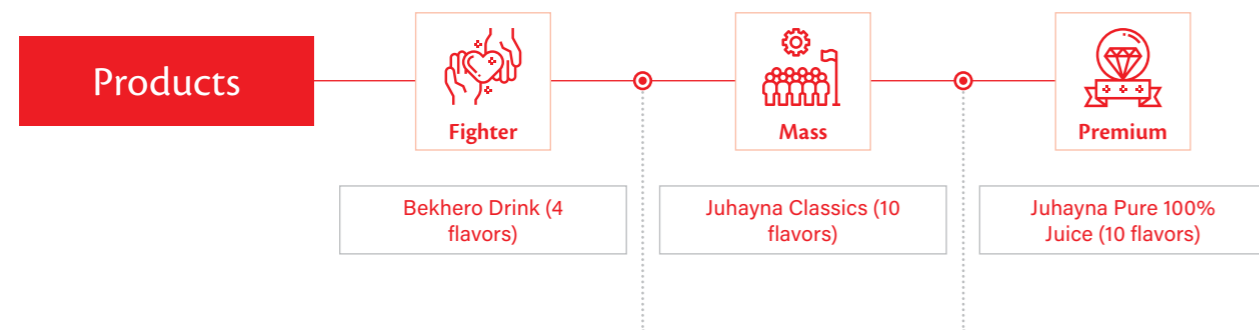 Products
Fighter
Mass
Premium
Bekhero Drink (4
flavors)
Juhayna Classics (10
flavors)
Juhayna Pure 100%
Juice (10 flavors)